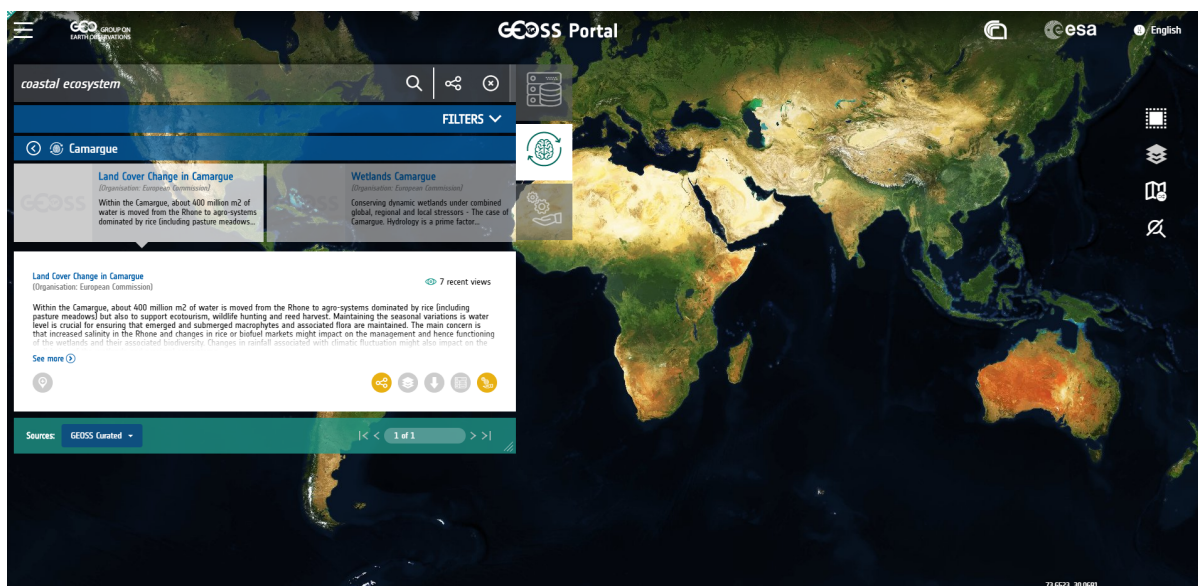 GEO GROUP ON
EARTH OBSERVATIONS
GEOSS Portal
esa
English
coastal ecosystem
FILTERS
Camargue
Land Cover Change in Camargue
(Organisation: European Commission)
Within the Camargue, about 400 million m2 of
water is moved from the Rhone to agro-systems
dominated by rice (including pasture meadows...
Wetlands Camargue
(Organisation: European Commission)
Conserving dynamic wetlands under combined
global, regional and local stressors - The case of
Camargue. Hydrology is a prime factor...
GEOSS
Land Cover Change in Camargue
(Organisation: European Commission)
7 recent views
Within the Camargue, about 400 million m2 of water is moved from the Rhone to agro-systems dominated by rice (including
pasture meadows) but also to support ecotourism, wildlife hunting and reed harvest. Maintaining the seasonal variations is water
level is crucial for ensuring that emerged and submerged macrophytes and associated flora are maintained. The main concern is
that increased salinity in the Rhone and changes in rice or biofuel markets might impact on the management and hence functioning
of the wetlands and their associated biodiversity. Changes in rainfall associated with climatic fluctuation might also impact on the
See more
Sources:
GEOSS Curated
1 of 1